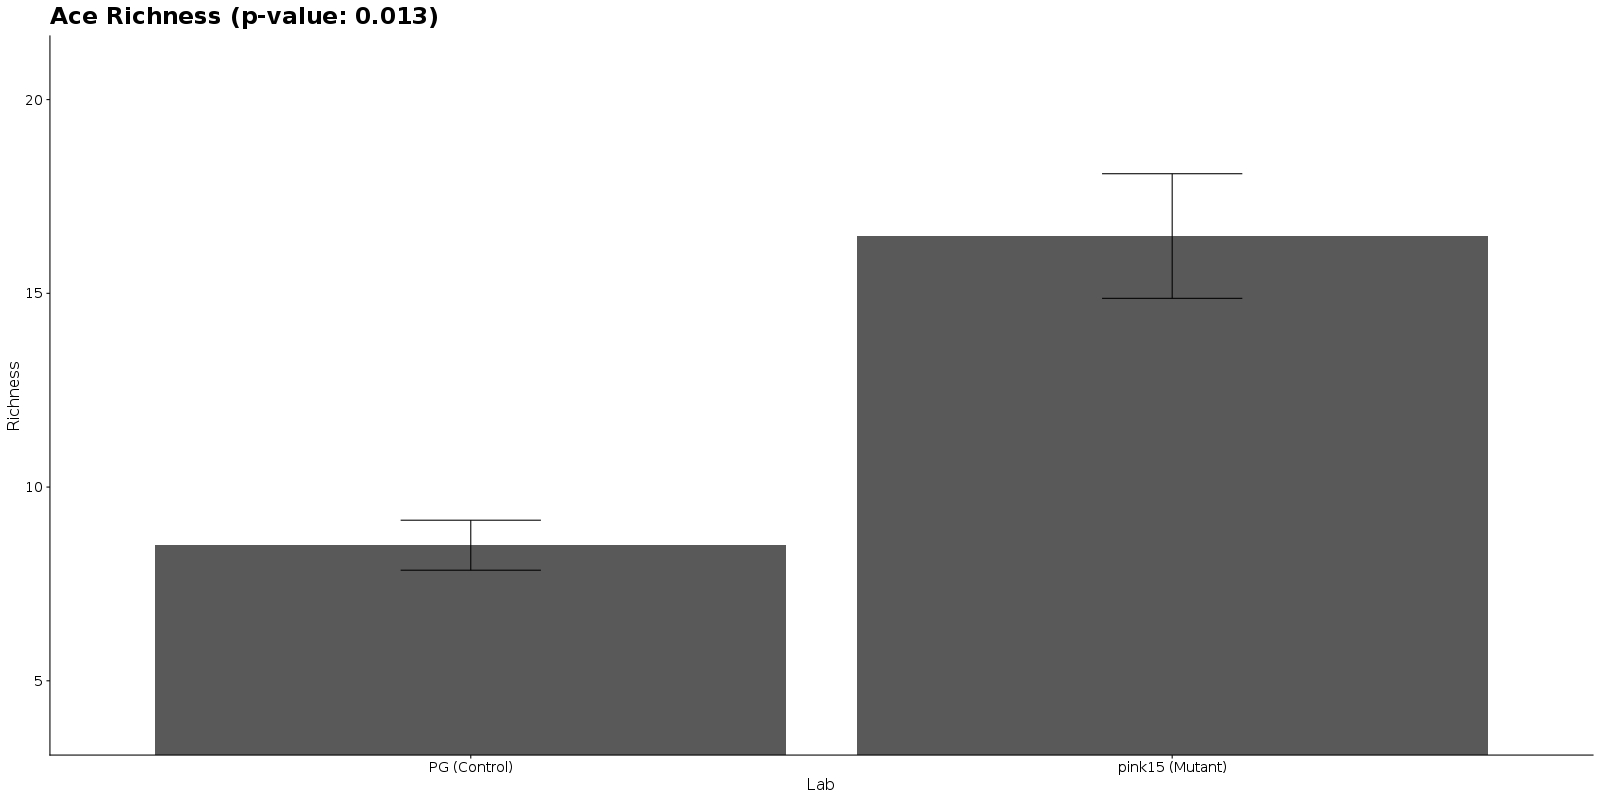 Ace Richness (p-value: 0.013)
20
15
10
5
Richness
PG (Control)
pink15 (Mutant)
Lab